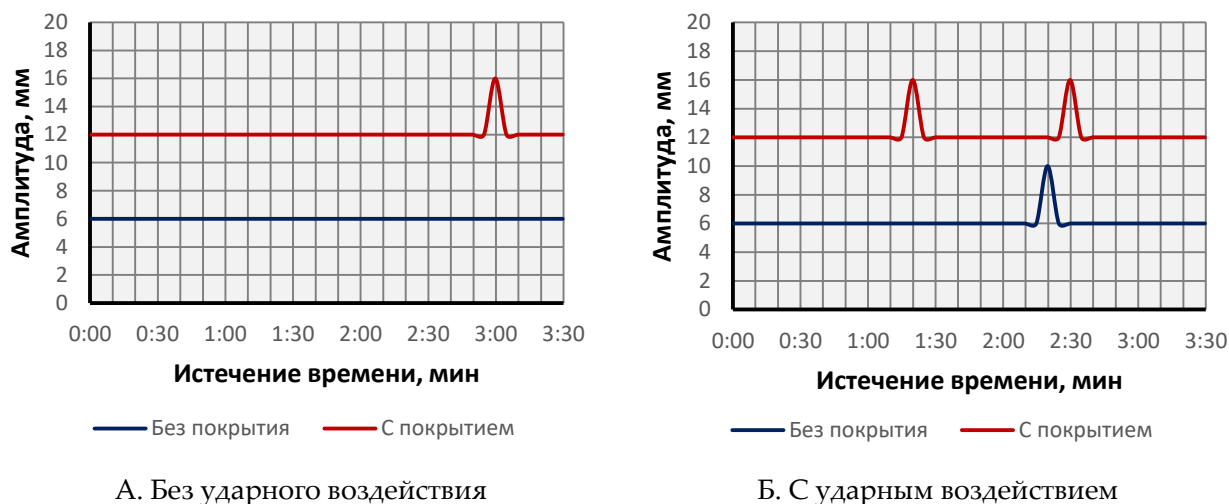 20
18
16
14
12
10
8
6
4
2
0
Амплитуда, мм
0:00 0:30 1:00 1:30 2:00 2:30 3:00 3:30
Истечение времени, мин
Без покрытия С покрытием
А. Без ударного воздействия
20
18
16
14
12
10
8
6
4
2
0
Амплитуда, мм
0:00 0:30 1:00 1:30 2:00 2:30 3:00 3:30
Истечение времени, мин
Без покрытия С покрытием
Б. С ударным воздействием